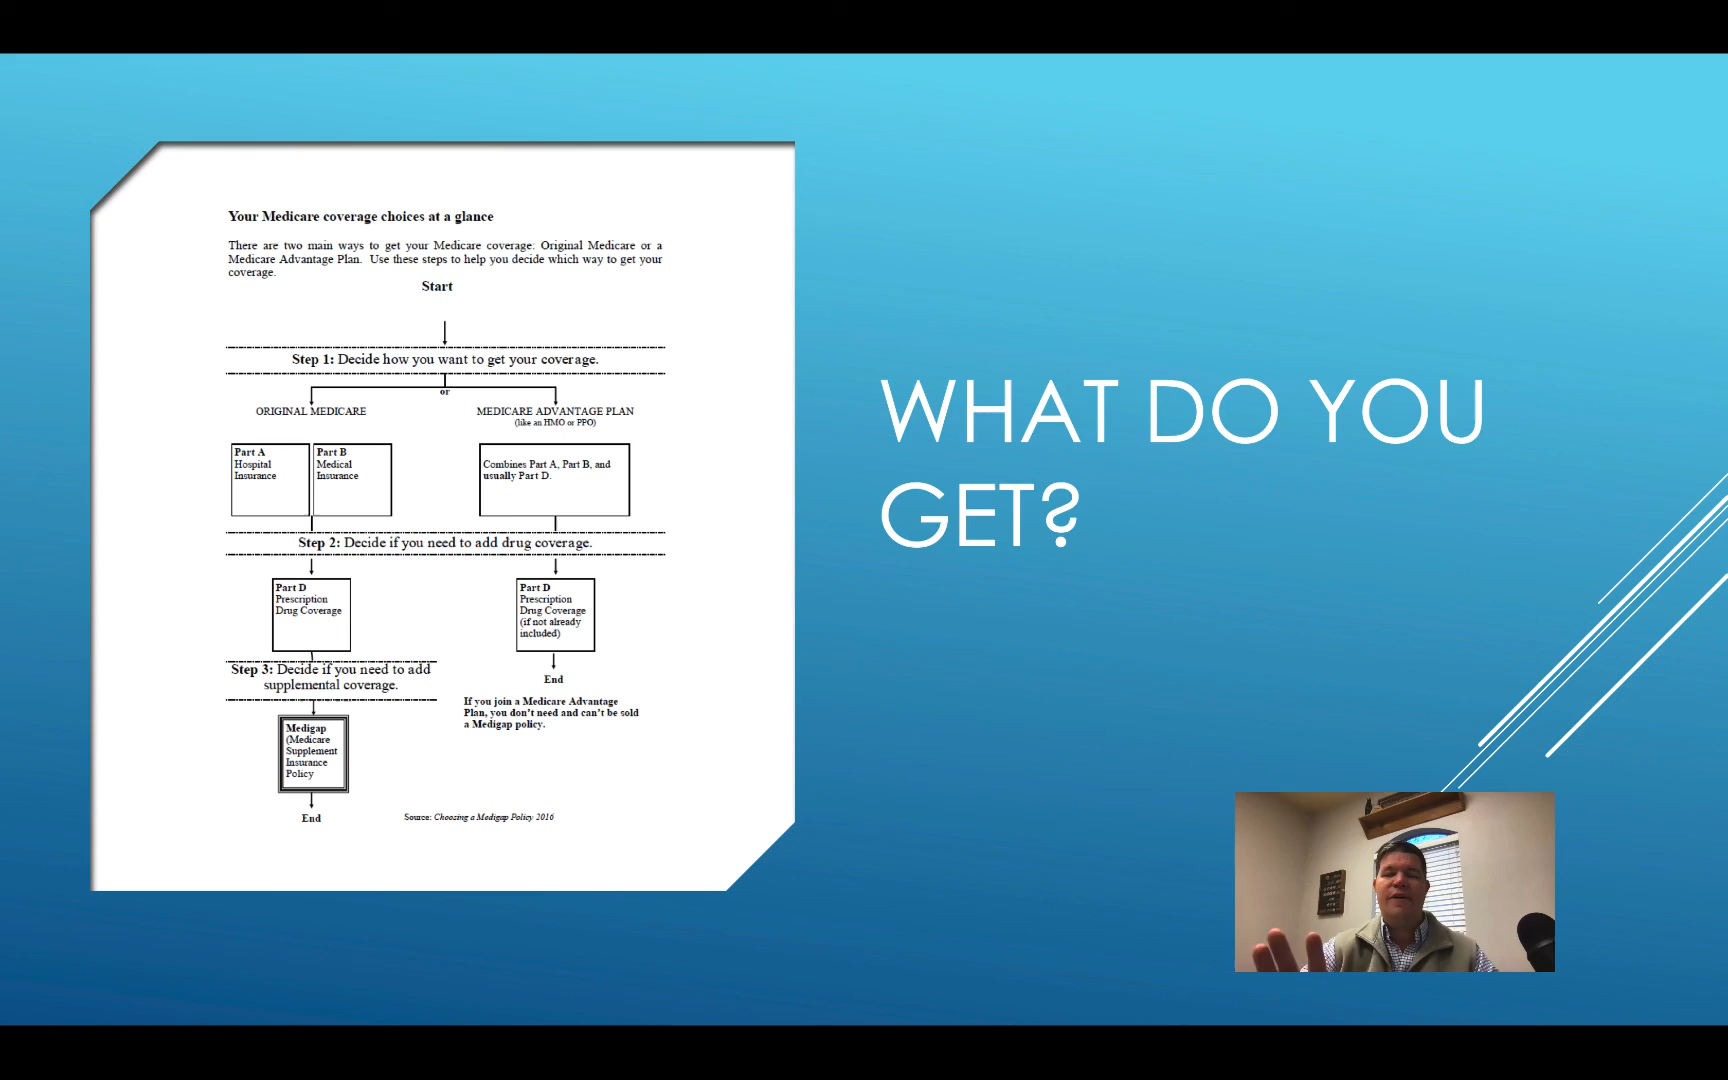 Your Medicare coverage choices at a glance
There are two main ways to get your Medicare coverage: Original Medicare or a
Medicare Advantage Plan. Use these steps to help you decide which way to get your
coverage.
Start
Step 1: Decide how you want to get your coverage.
or
ORIGINAL MEDICARE
MEDICARE ADVANTAGE PLAN
(like an HMO or PPO)
Part A
Hospital
Insurance
Part B
Medical
Insurance
Combines Part A, Part B, and
usually Part D.
Step 2: Decide if you need to add drug coverage.
Part D
Prescription
Drug Coverage
Part D
Prescription
Drug Coverage
(if not already
included)
Step 3: Decide if you need to add
supplemental coverage.
End
If you join a Medicare Advantage
Plan, you don't need and can't be sold
a Medigap policy.
Medigap
(Medicare
Supplement
Insurance
Policy
End
Source: Choosing a Medigap Policy 2016
WHAT DO YOU
GET?